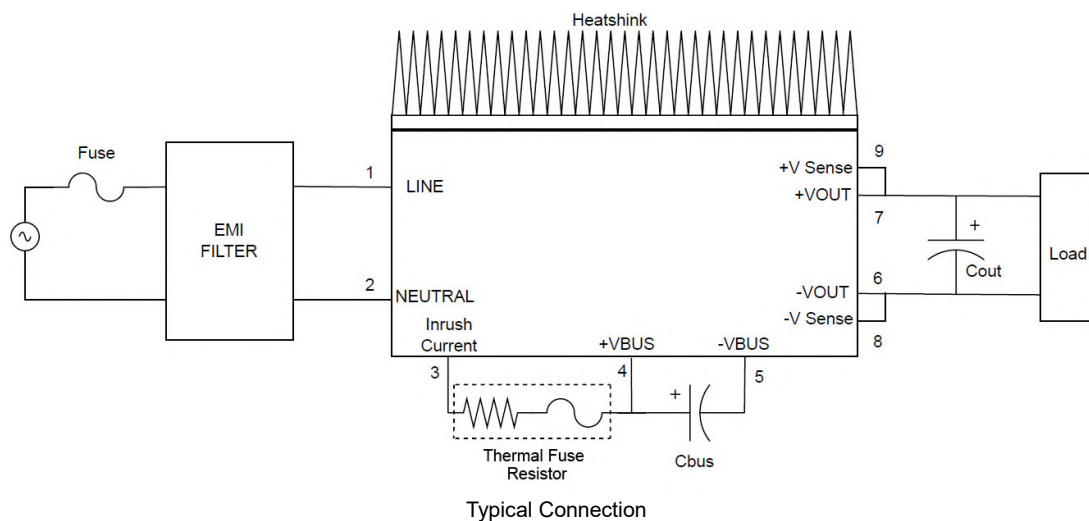 Heatshink
Fuse
EMI
FILTER
1
LINE
2
NEUTRAL
Inrush
Current
3
+VBUS
4
-VBUS
5
+V Sense
9
+VOUT
7
-VOUT
6
-V Sense
8
+
Cout
Load
Thermal Fuse
Resistor
+
Cbus
Typical Connection